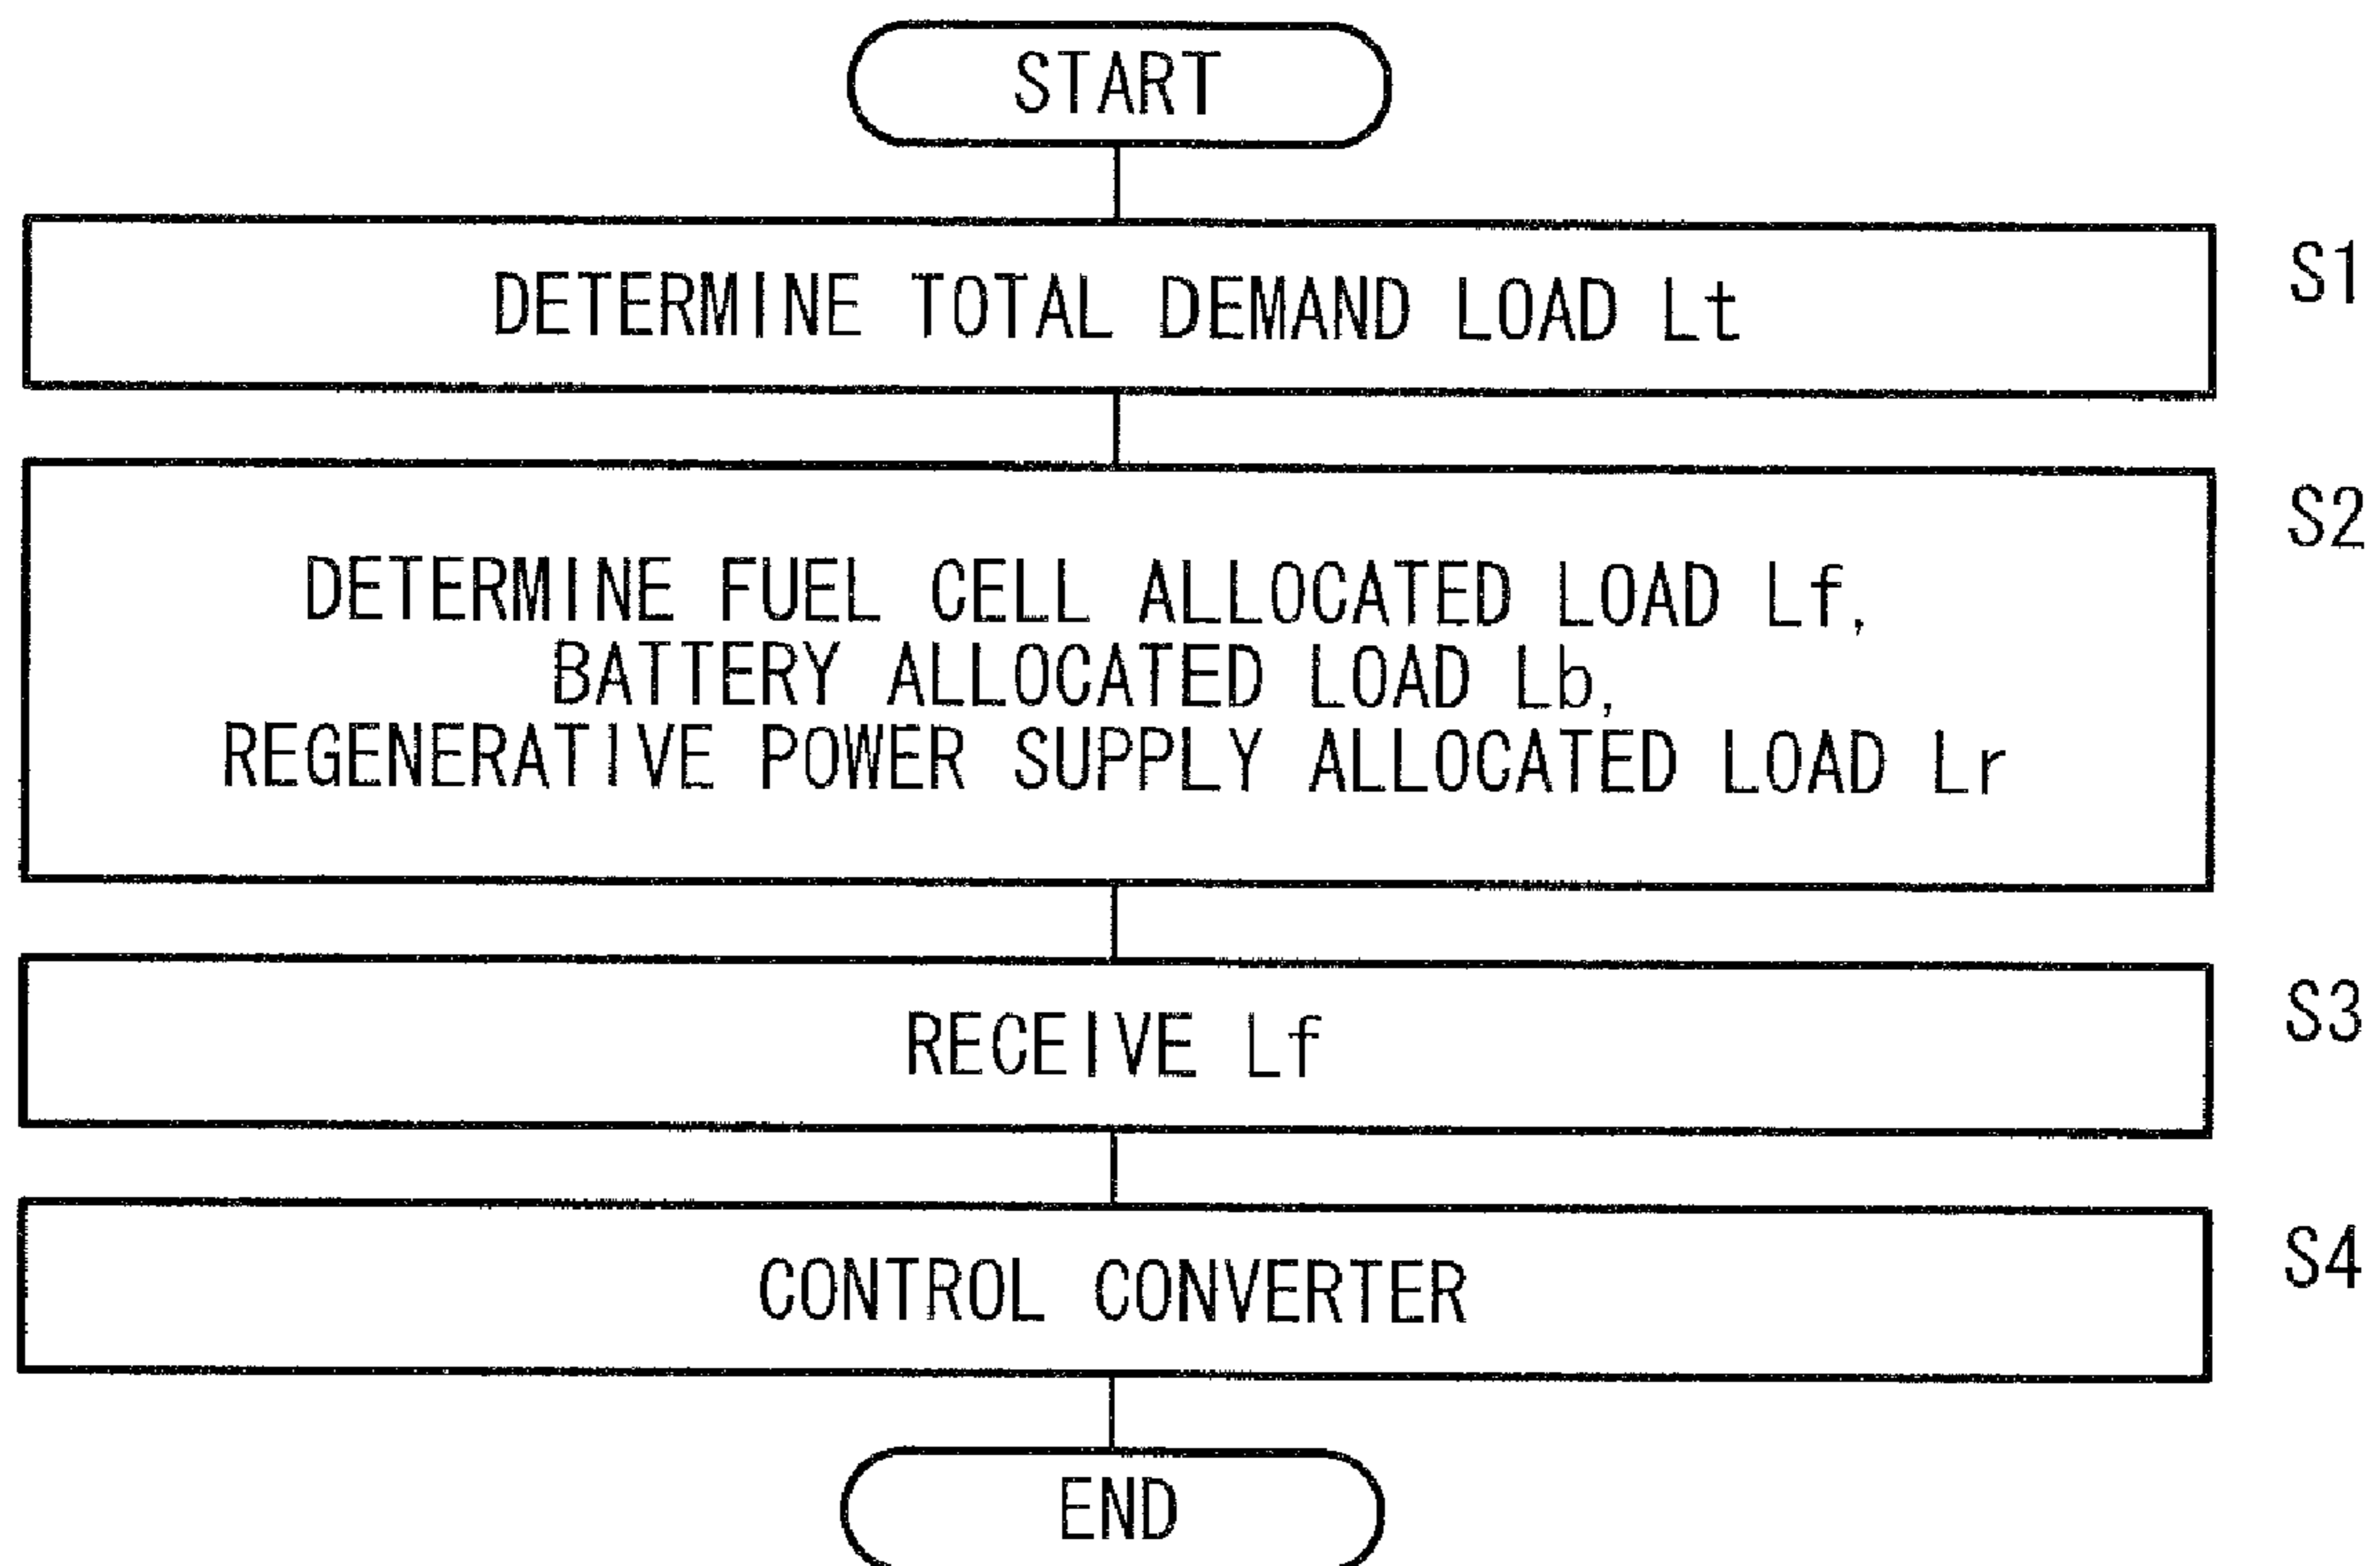 START
DETERMINE TOTAL DEMAND LOAD Lt
S1
DETERMINE FUEL CELL ALLOCATED LOAD Lf,
BATTERY ALLOCATED LOAD Lb,
REGENERATIVE POWER SUPPLY ALLOCATED LOAD Lr
S2
RECEIVE Lf
S3
CONTROL CONVERTER
S4
END